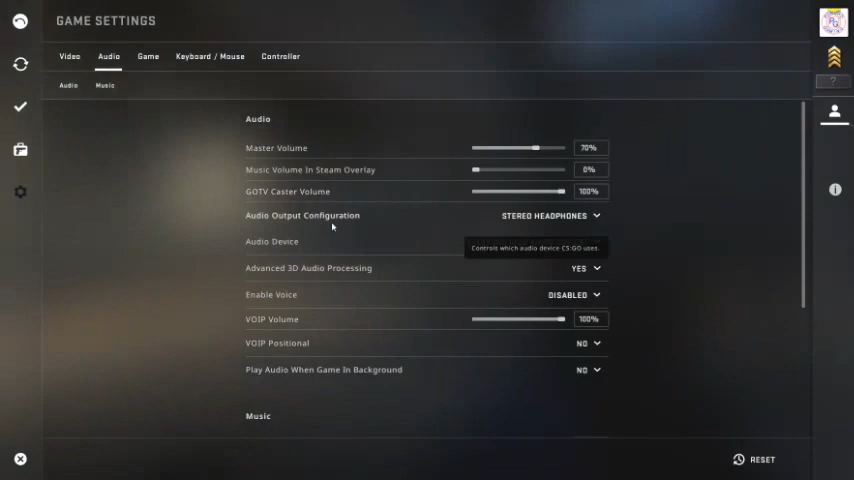 GAME SETTINGS
Video Audio Game Keyboard / Mouse Controller
Audio Music
?
Audio
Master Volume 70%
Music Volume In Steam Overlay 0%
GOTV Caster Volume 100%
Audio Output Configuration STEREO HEADPHONES
Audio Device
Controls which audio device CS:GO uses.
Advanced 3D Audio Processing YES
Enable Voice DISABLED
VOIP Volume 100%
VOIP Positional NO
Play Audio When Game In Background NO
Music
RESET